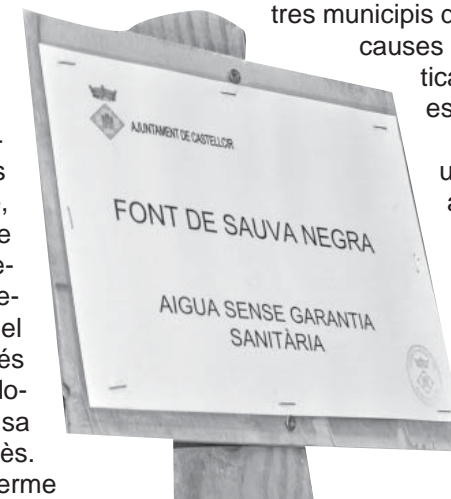 tres municipis d
causes
tica
es
u
a
AJUNTAMENT DE CASTELLCIR
FONT DE SAUVA NEGRA
AIGUA SENSE GARANTIA
SANITÀRIA
-
s
,
e
e-
e-
el
és
lo-
sa
ès.
erme